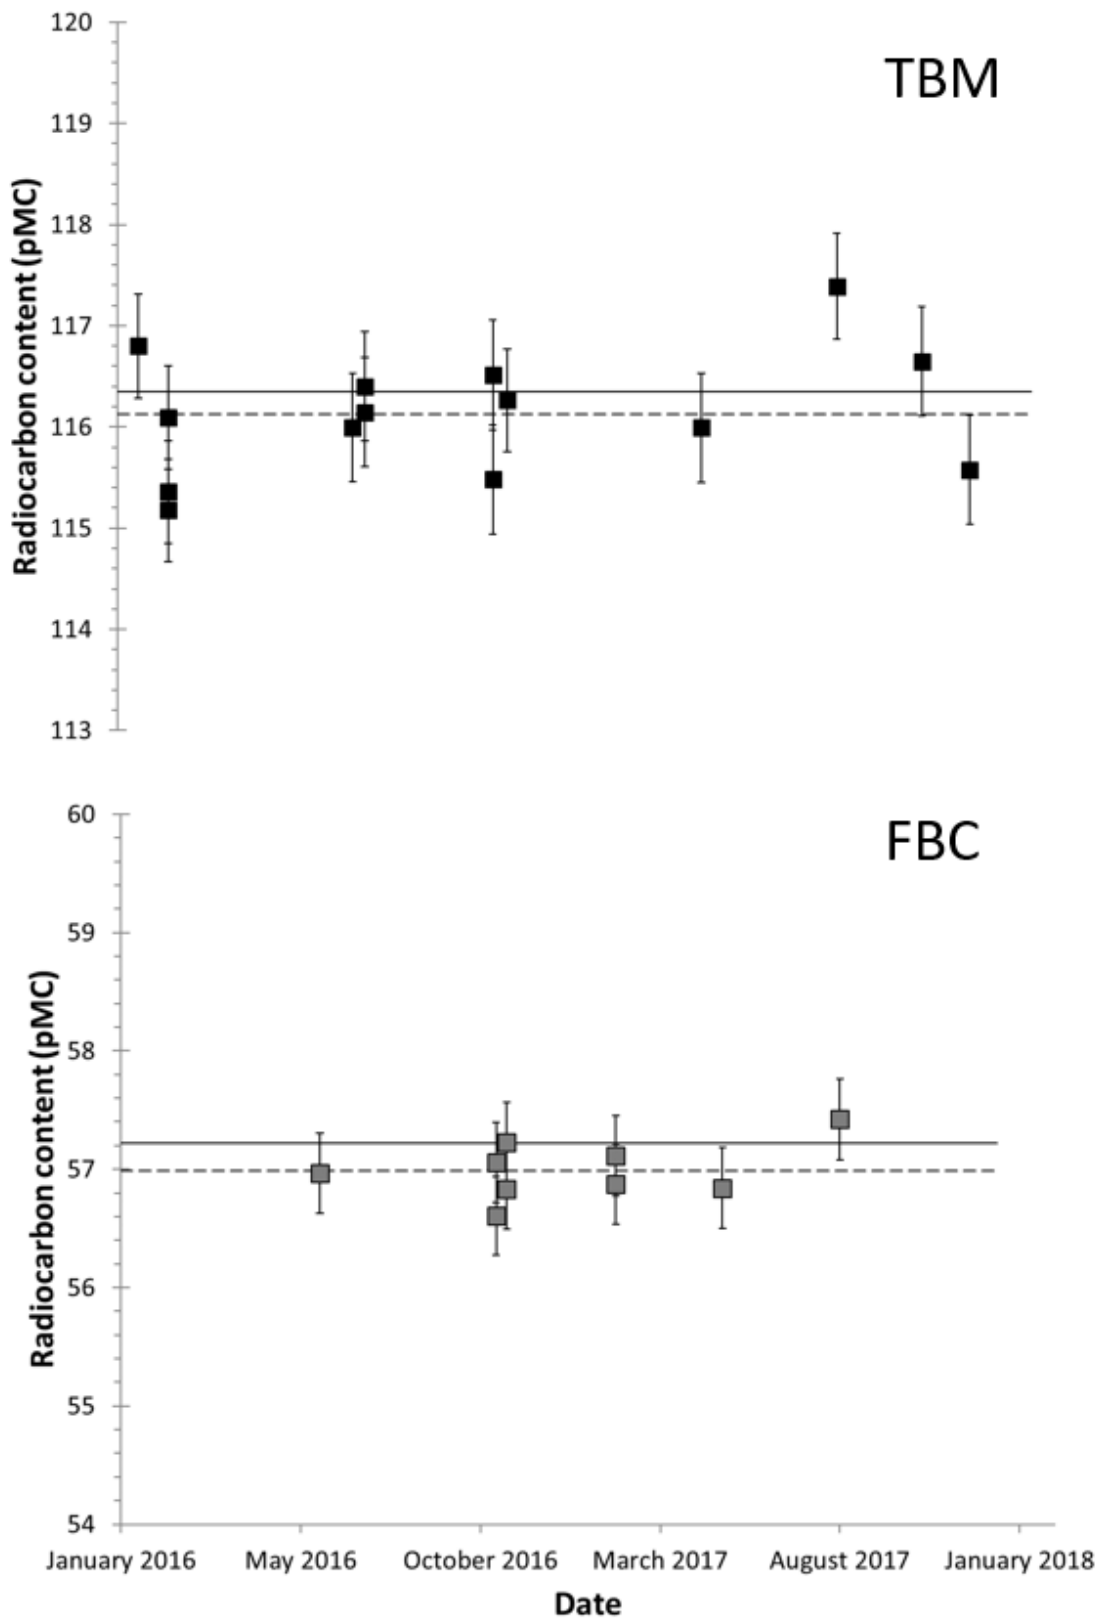 TBM
Radiocarbon content (pMC)
120
119
118
117
116
115
114
113
FBC
Radiocarbon content (pMC)
60
59
58
57
56
55
54
January 2016 May 2016 October 2016 March 2017 August 2017 January 2018
Date